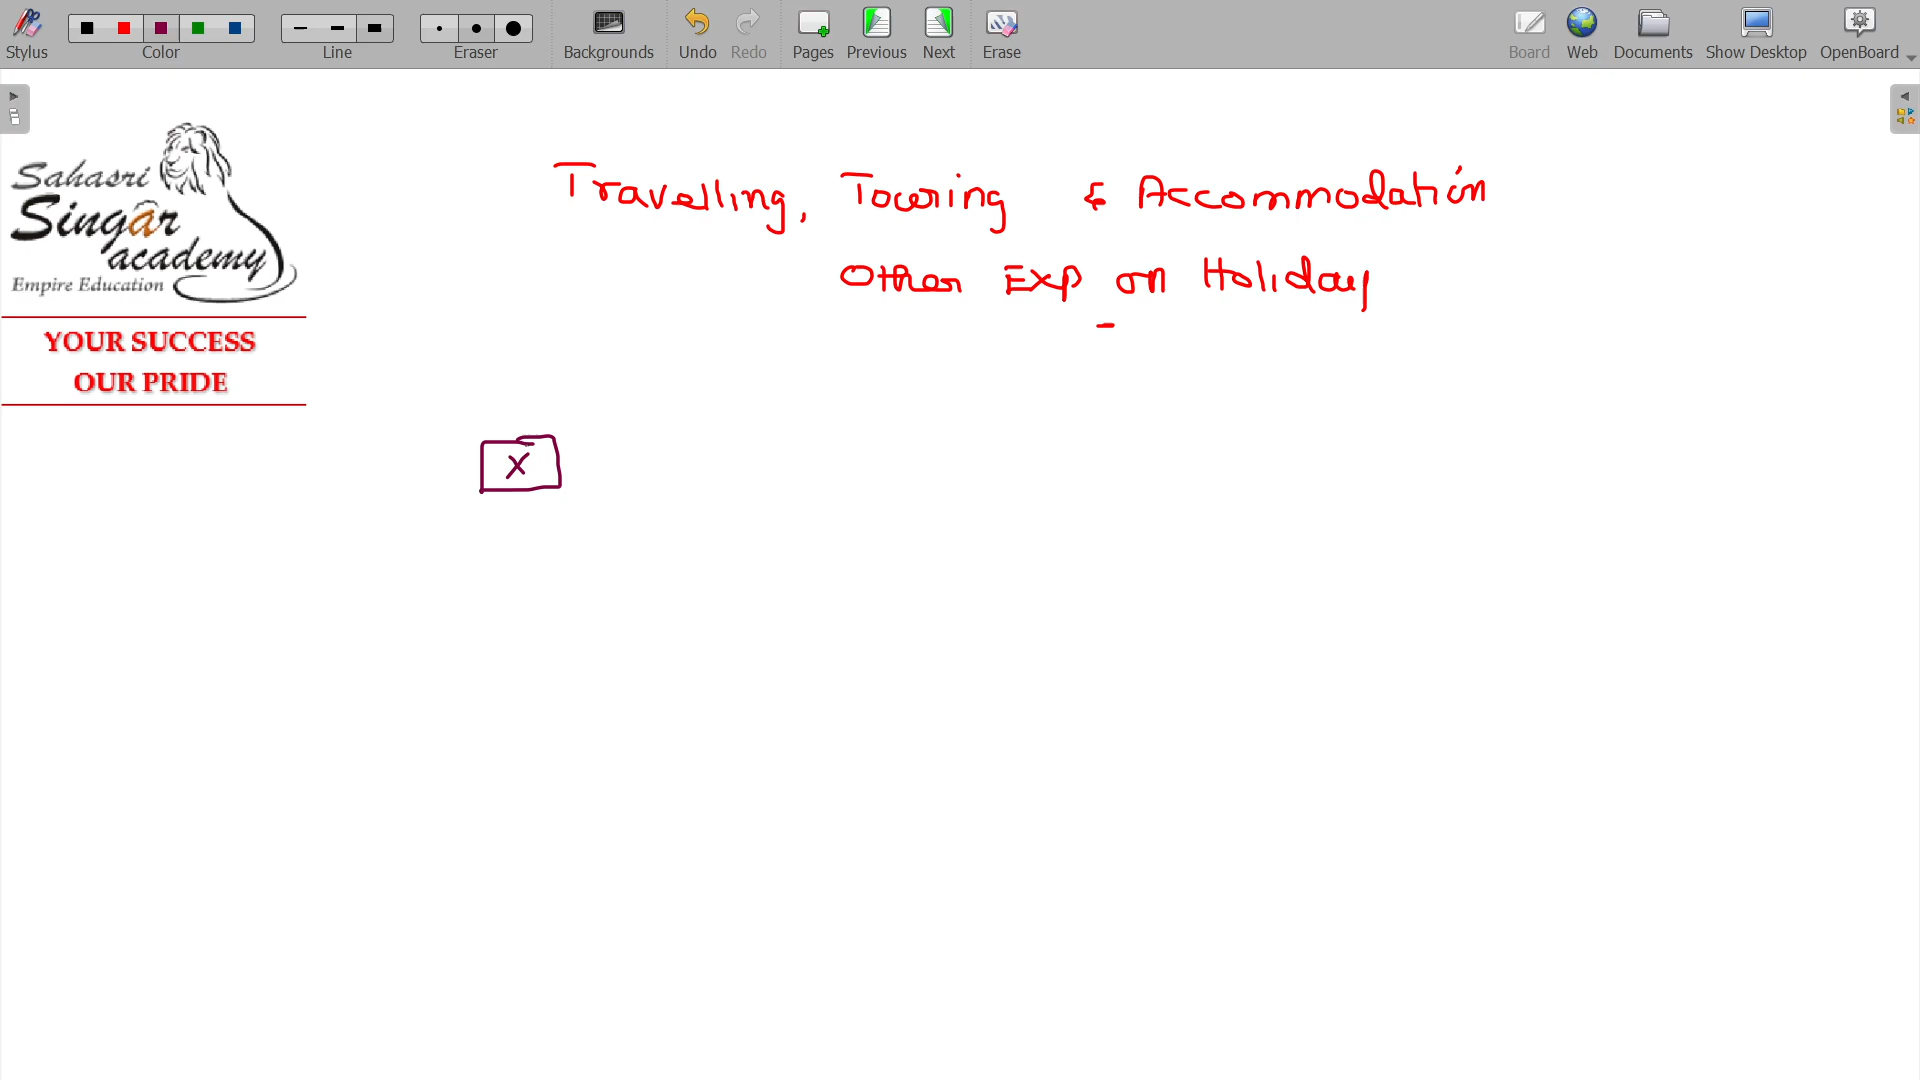 Stylus
Color
Line
Eraser
Backgrounds
Undo
Redo
Pages
Previous
Next
Erase
Board
Web
Documents
Show Desktop
OpenBoard
Sahasri
Singar
academy
Empire Education
YOUR SUCCESS
OUR PRIDE
Travelling, Touring & Accommodation
Other Exp on Holiday
X